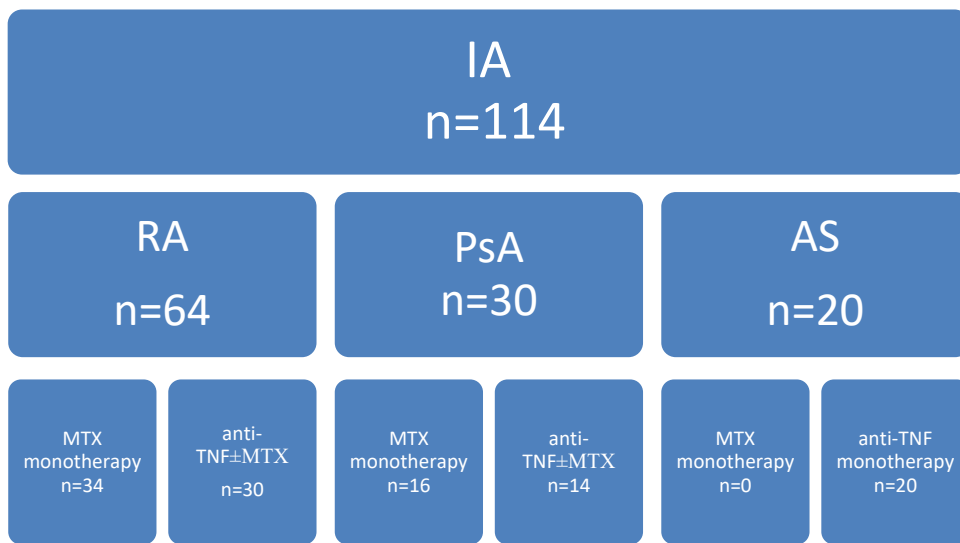 IA
n=114
RA
n=64
PsA
n=30
AS
n=20
MTX
monotherapy
n=34
anti-
TNF±MTX
n=30
MTX
monotherapy
n=16
anti-
TNF±MTX
n=14
MTX
monotherapy
n=0
anti-TNF
monotherapy
n=20